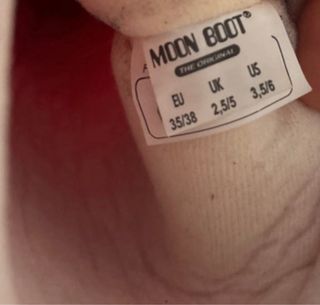 MOON BOOT®
THE ORIGINAL
EU UK US
35/38 2,5/5 3,5/6